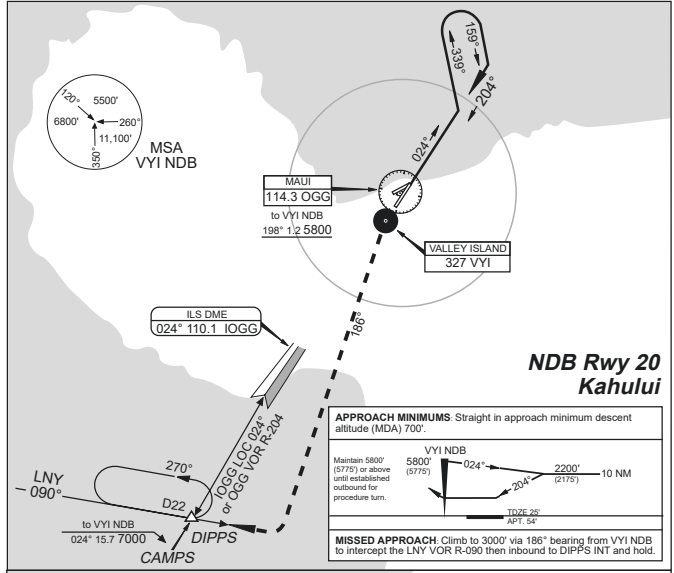 159°
339°
204°
024°
120°
5500'
6800'
260°
11,100'
350°
MSA
VYI NDB
MAUI
114.3 OGG
to VYI NDB
198° 1.2 5800
VALLEY ISLAND
327 VYI
ILS DME
024° 110.1 IOGG
186°
NDB Rwy 20
Kahului
IOGG LOC 024°
or OGG VOR R-204
270°
LNY
090°
D22
DIPPS
to VYI NDB
024° 15.7 7000
CAMPS
APPROACH MINIMUMS: Straight in approach minimum descent
altitude (MDA) 700'.
Maintain 5800'
(5775') or above
until established
outbound for
procedure turn.
VYI NDB
5800'
(5775')
024°
2200'
(2175')
10 NM
204°
TDZE 25'
APT. 54'
MISSED APPROACH: Climb to 3000' via 186° bearing from VYI NDB
to intercept the LNY VOR R-090 then inbound to DIPPS INT and hold.